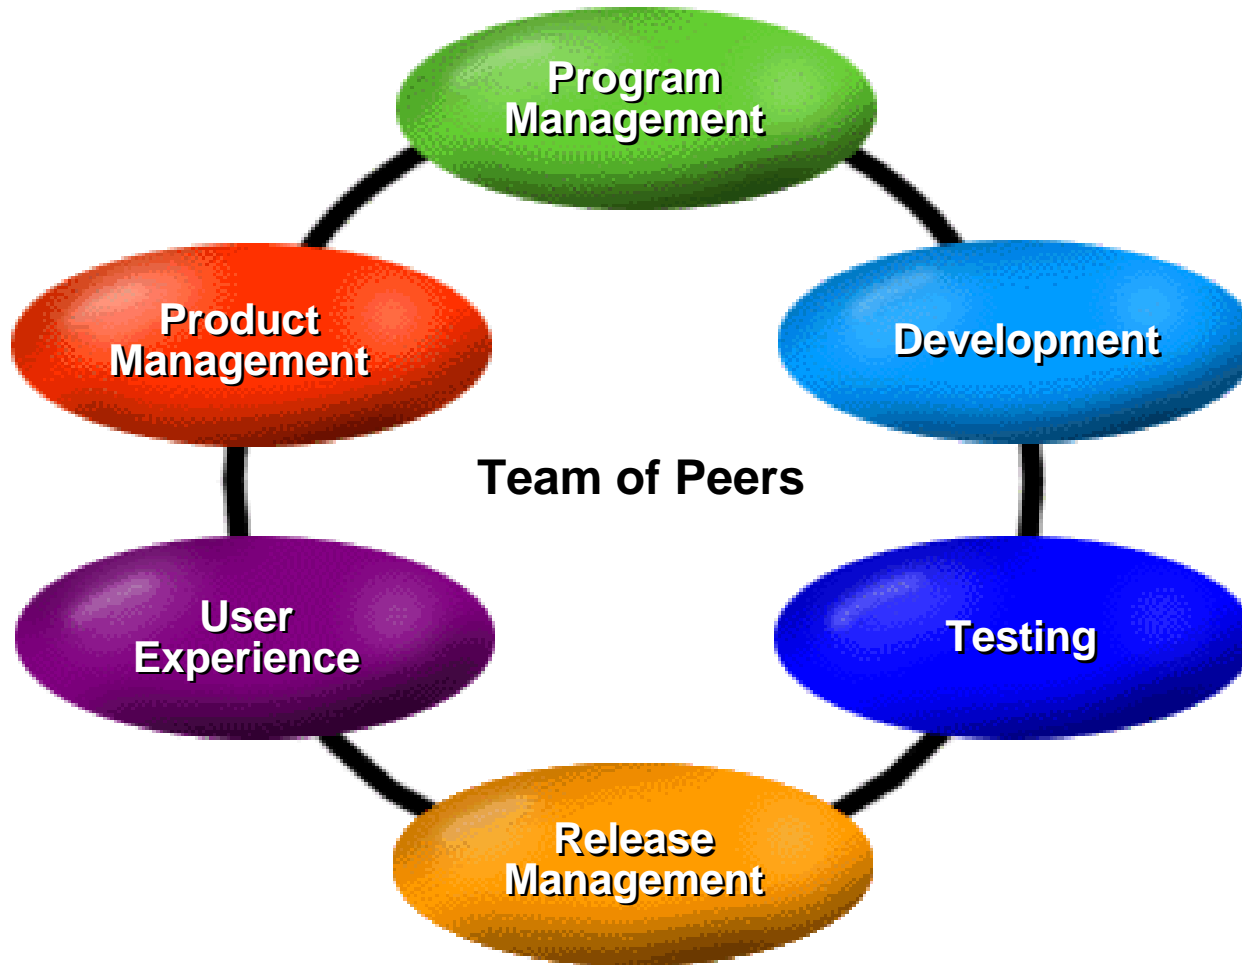 Program
Management
Product
Management
Development
Team of Peers
User
Experience
Testing
Release
Management